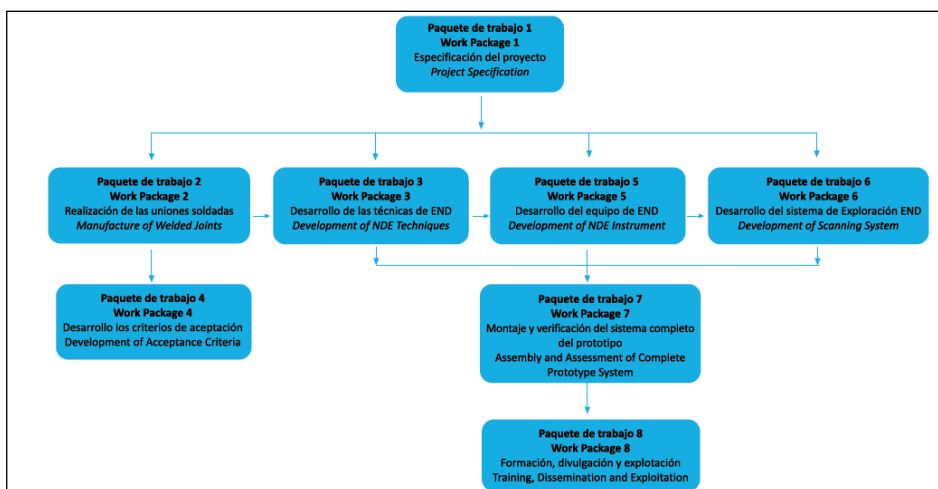 Paquete de trabajo 1
Work Package 1
Especificación del proyecto
Project Specification
Paquete de trabajo 2
Work Package 2
Realización de las uniones soldadas
Manufacture of Welded Joints
Paquete de trabajo 3
Work Package 3
Desarrollo de las técnicas de END
Development of NDE Techniques
Paquete de trabajo 5
Work Package 5
Desarrollo del equipo de END
Development of NDE Instrument
Paquete de trabajo 6
Work Package 6
Desarrollo del sistema de Exploración END
Development of Scanning System
Paquete de trabajo 4
Work Package 4
Desarrollo los criterios de aceptación
Development of Acceptance Criteria
Paquete de trabajo 7
Work Package 7
Montaje y verificación del sistema completo
del prototipo
Assembly and Assessment of Complete
Prototype System
Paquete de trabajo 8
Work Package 8
Formación, divulgación y explotación
Training, Dissemination and Exploitation